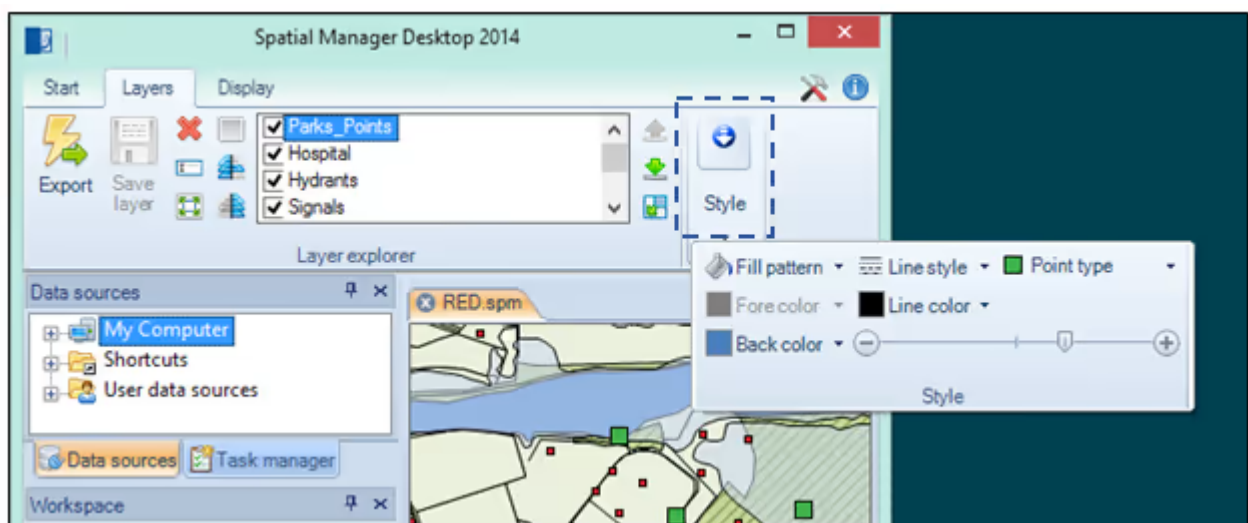 Spatial Manager Desktop 2014
Start Layers Display
Parks_Points
Hospital
Hydrants
Signals
Export Save layer
Style
Layer explorer
Fill pattern Line style Point type
Fore color Line color
Back color
Style
Data sources
RED.spm
My Computer
Shortcuts
User data sources
Data sources Task manager
Workspace